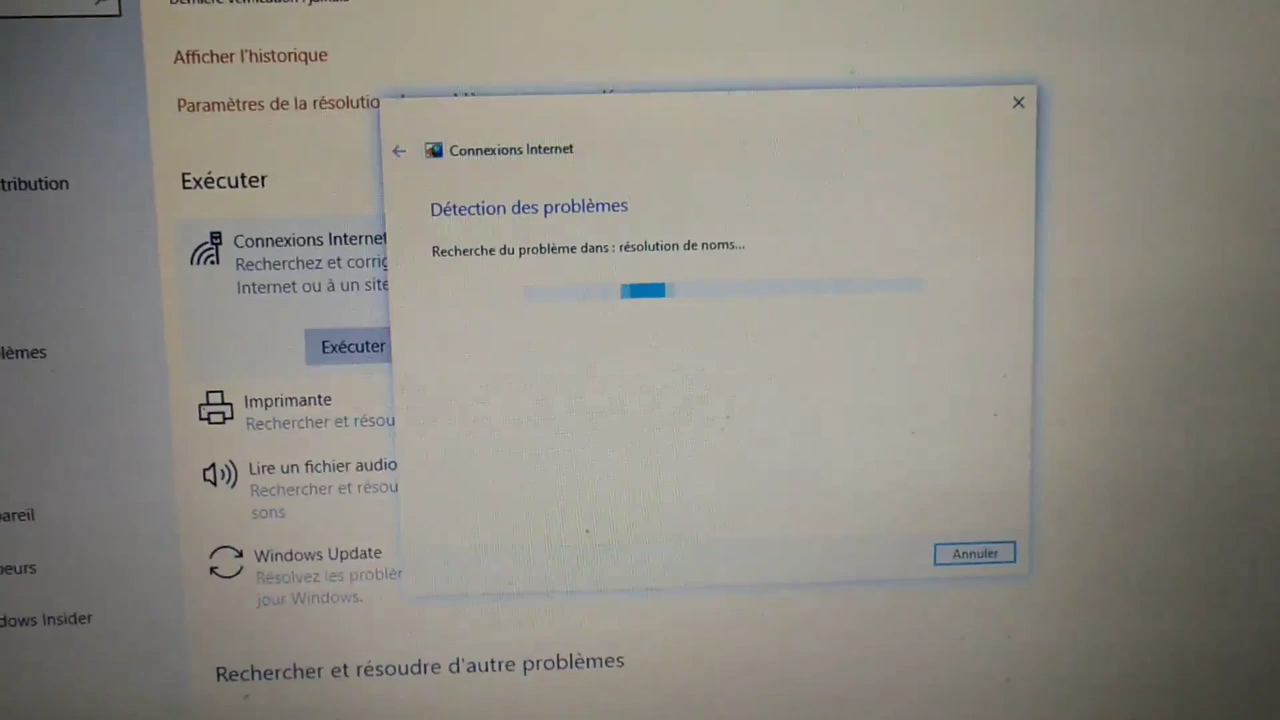 Afficher l'historique
Paramètres de la résolutio
tribution
Exécuter
Connexions Internet
Recherchez et corrig
Internet ou à un site
Exécuter
lèmes
Imprimante
Rechercher et résou
Lire un fichier audio
Rechercher et résou
sons
areil
Windows Update
Résolvez les problèr
jour Windows.
eurs
dows Insider
Rechercher et résoudre d'autre problèmes
Connexions Internet
Détection des problèmes
Recherche du problème dans : résolution de noms...
Annuler